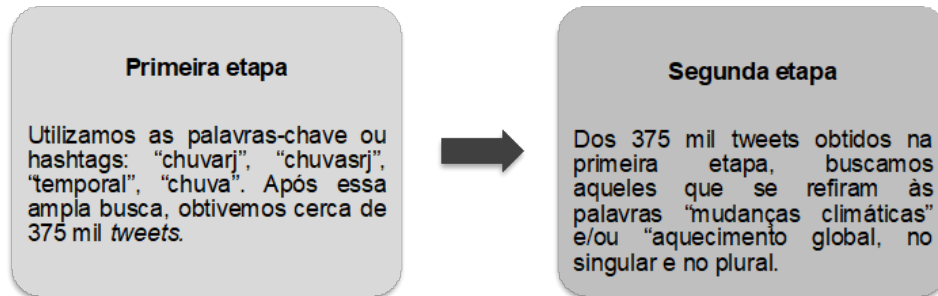 Primeira etapa
Utilizamos as palavras-chave ou
hashtags: “chuvarj”, “chuvasrj”,
“temporal”, “chuva”. Após essa
ampla busca, obtivemos cerca de
375 mil tweets.
Segunda etapa
Dos 375 mil tweets obtidos na
primeira etapa, buscamos
aqueles que se refiram às
palavras “mudanças climáticas”
e/ou “aquecimento global, no
singular e no plural.